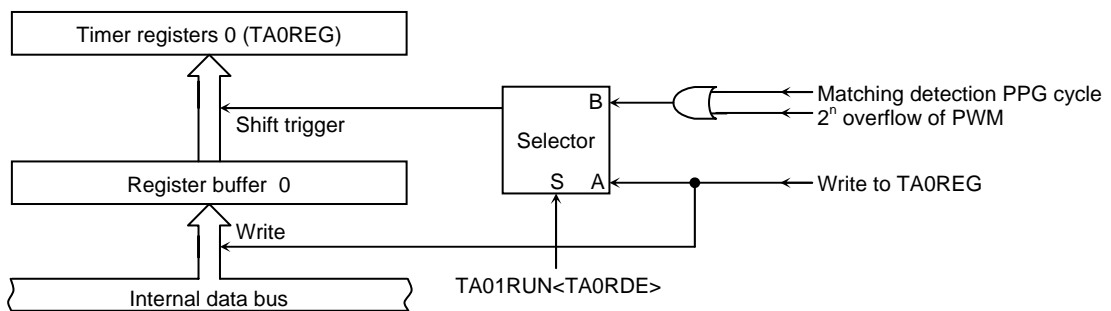 Timer registers 0 (TA0REG)
B
Matching detection PPG cycle
2ⁿ overflow of PWM
Shift trigger
Selector
Register buffer 0
S A
Write to TA0REG
Write
TA01RUN<TA0RDE>
Internal data bus